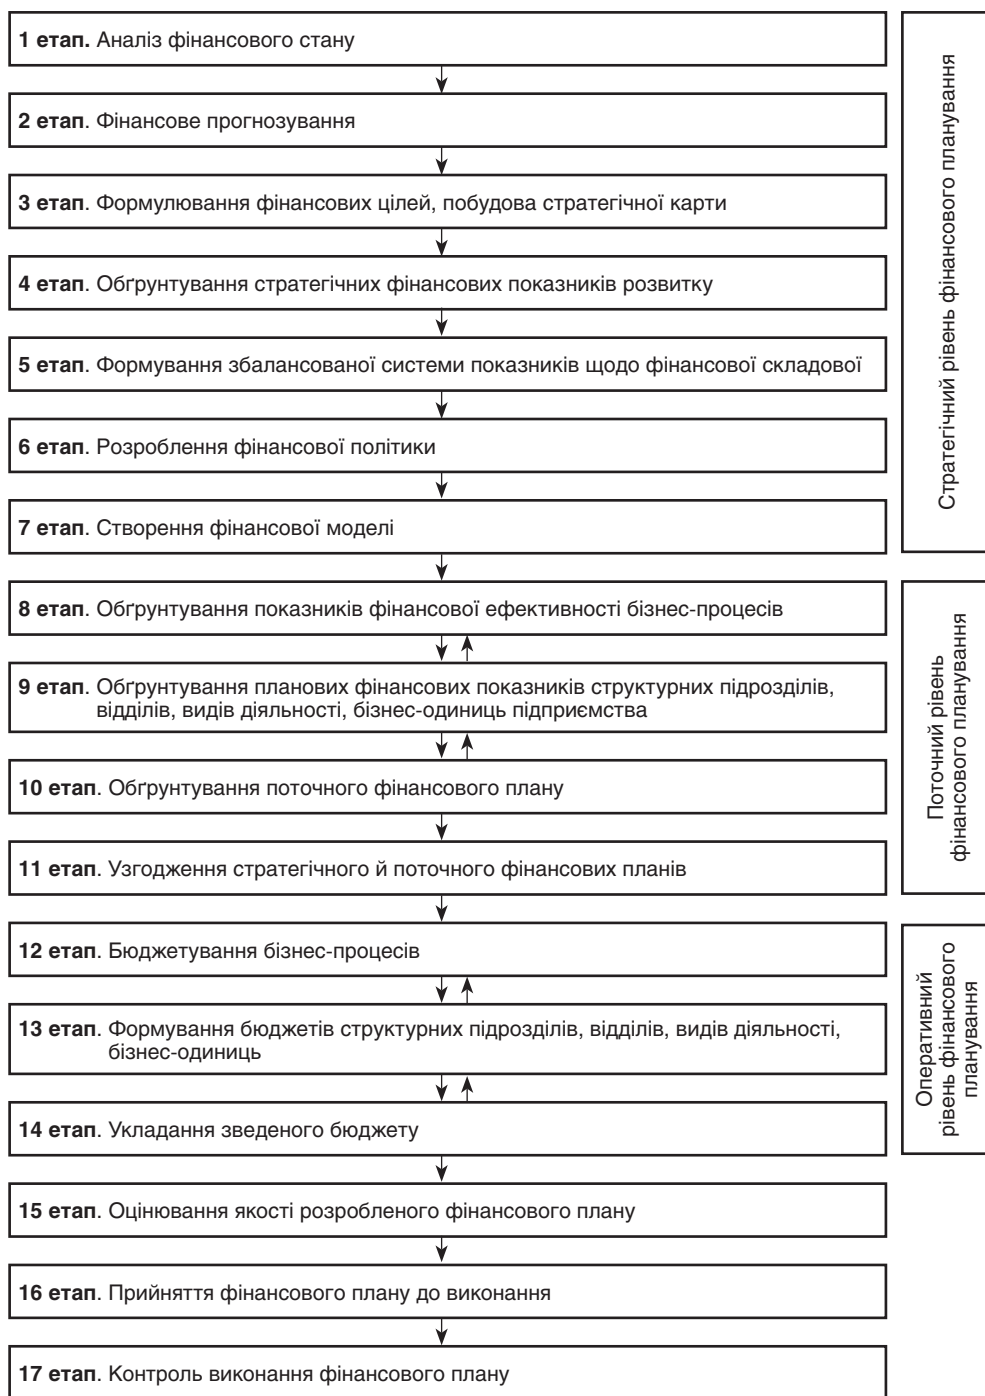 1 етап. Аналіз фінансового стану
2 етап. Фінансове прогнозування
3 етап. Формулювання фінансових цілей, побудова стратегічної карти
4 етап. Обґрунтування стратегічних фінансових показників розвитку
5 етап. Формування збалансованої системи показників щодо фінансової складової
6 етап. Розроблення фінансової політики
7 етап. Створення фінансової моделі
Стратегічний рівень фінансового планування
8 етап. Обґрунтування показників фінансової ефективності бізнес-процесів
9 етап. Обґрунтування планових фінансових показників структурних підрозділів,
відділів, видів діяльності, бізнес-одиниць підприємства
10 етап. Обґрунтування поточного фінансового плану
11 етап. Узгодження стратегічного й поточного фінансових планів
Поточний рівень
фінансового планування
12 етап. Бюджетування бізнес-процесів
13 етап. Формування бюджетів структурних підрозділів, відділів, видів діяльності,
бізнес-одиниць
14 етап. Укладання зведеного бюджету
Оперативний
рівень фінансового
планування
15 етап. Оцінювання якості розробленого фінансового плану
16 етап. Прийняття фінансового плану до виконання
17 етап. Контроль виконання фінансового плану